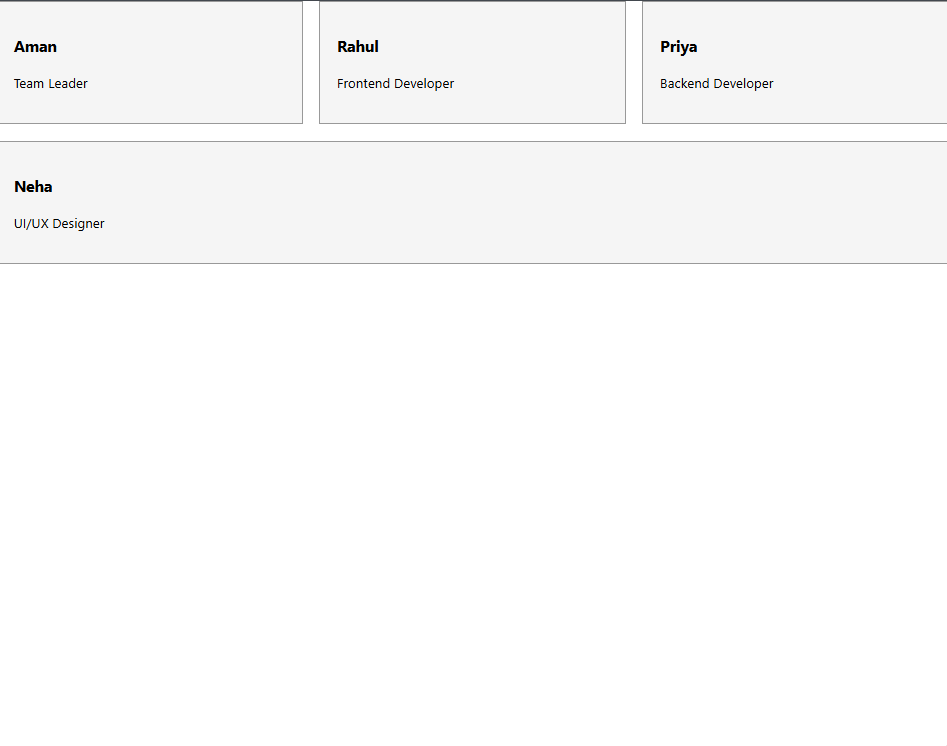 Aman
Team Leader
Rahul
Frontend Developer
Priya
Backend Developer
Neha
UI/UX Designer